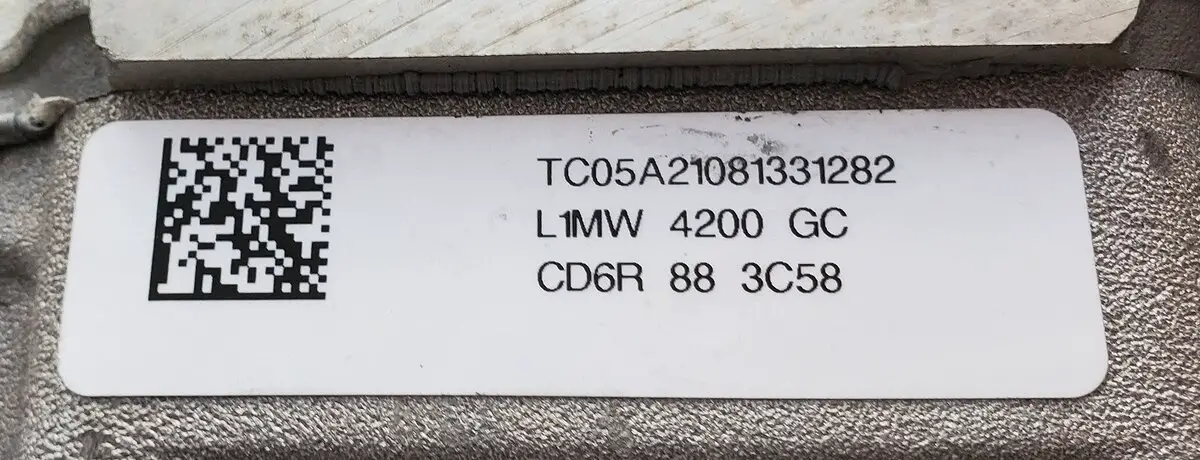 TC05A21081331282
L1MW 4200 GC
CD6R 88 3C58